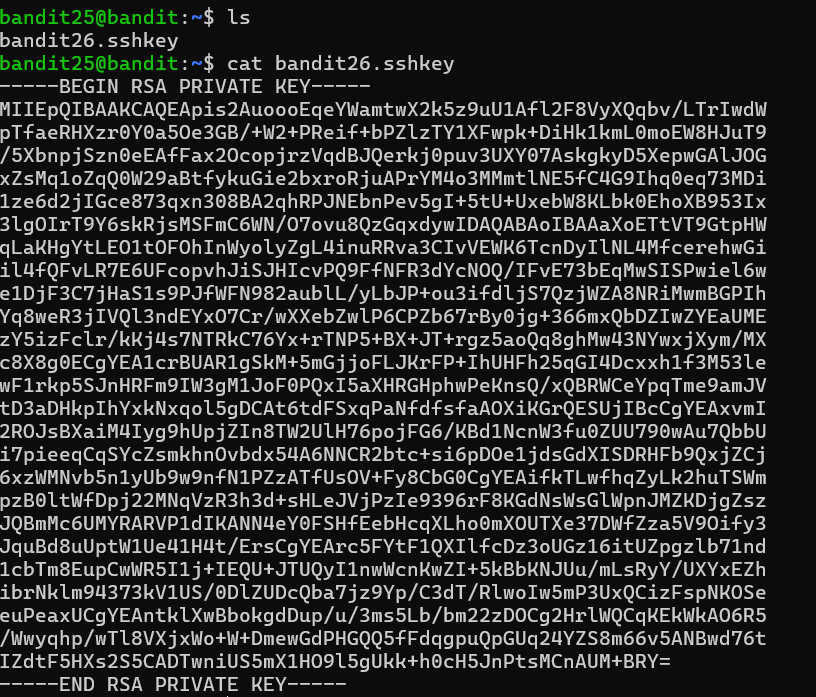 bandit25@bandit:~$ ls
bandit26.sshkey
bandit25@bandit:~$ cat bandit26.sshkey
-----BEGIN RSA PRIVATE KEY-----
MIIEpQIBAAKCAQEApis2AuoooEqeYWamtwX2k5z9uU1Afl2F8VyXQqbv/LTrIwdW
pTfaeRHXzr0Y0a5Oe3GB/+W2+PReif+bPZlzTY1XFwpk+DiHk1kmL0moEW8HJuT9
/5XbnpjSzn0eEAfFax2OcopjrzVqdBJQerkj0puv3UXY07AskgkyD5XepwGAlJOG
xZsMq1oZqQ0W29aBtfykuGie2bxroRjuAPrYM4o3MMmtlNE5fC4G9Ihq0eq73MDi
1ze6d2jIGce873qxn308BA2qhRPJNEbnPev5gI+5tU+UxebW8KLbk0EhoXB953Ix
3lgOIrT9Y6skRjsMSFmC6WN/O7ovu8QzGqxdywIDAQABAoIBAAaXoETtVT9GtpHW
qLaKHgYtLEO1tOFOhInWyolyZgL4inuRRva3CIvVEWK6TcnDyIlNL4MfcerehwGi
il4fQFvLR7E6UFcopvhJiSJHIcvPQ9FfNFR3dYcNOQ/IFvE73bEqMwSISPwiel6w
e1DjF3C7jHaS1s9PJfWFN982aublL/yLbJP+ou3ifdljS7QzjWZA8NRiMwmBGPIh
Yq8weR3jIVQl3ndEYxO7Cr/wXXebZwlP6CPZb67rBy0jg+366mxQbDZIwZYEaUME
zY5izFclr/kKj4s7NTRkC76Yx+rTNP5+BX+JT+rgz5aoQq8ghMw43NYwxjXym/MX
c8X8g0ECgYEA1crBUAR1gSkM+5mGjjoFLJKrFP+IhUHFh25qGI4Dcxxh1f3M53le
wF1rkp5SJnHRFm9IW3gM1JoF0PQxI5aXHRGHphwPeKnsQ/xQBRWCeYpqTme9amJV
tD3aDHkpIhYxkNxqol5gDCAt6tdFSxqPaNfdfsfaAOXiKGrQESUjIBcCgYEAxvmI
2ROJsBXaiM4Iyg9hUpjZIn8TW2UlH76pojFG6/KBd1NcnW3fu0ZUU790wAu7QbbU
i7pieeqCqSYcZsmkhnOvbdx54A6NNCR2btc+si6pDOe1jdsGdXISDRHFb9QxjZCj
6xzWMNvb5n1yUb9w9nfN1PZzATfUsOV+Fy8CbG0CgYEAifkTLwfhqZyLk2huTSWm
pzB0ltWfDpj22MNqVzR3h3d+sHLeJVjPzIe9396rF8KGdNsWsGlWpnJMZKDjgZsz
JQBmMc6UMYRARVP1dIKANN4eY0FSHfEebHcqXLho0mXOUTXe37DWfZza5V9Oify3
JquBd8uUptW1Ue41H4t/ErsCgYEArc5FYtF1QXIlfcDz3oUGz16itUZpgzlb71nd
1cbTm8EupCwWR5I1j+IEQU+JTUQyI1nwWcnKwZI+5kBbKNJUu/mLsRyY/UXYxEZh
ibrNklm94373kV1US/0DlZUDcQba7jz9Yp/C3dT/RlwoIw5mP3UxQCizFspNKOSe
euPeaxUCgYEAntklXwBbokgdDup/u/3ms5Lb/bm22zDOCg2HrlWQCqKEkWkAO6R5
/Wwyqhp/wTl8VXjxWo+W+DmewGdPHGQQ5fFdqgpuQpGUq24YZS8m66v5ANBwd76t
IZdtF5HXs2S5CADTwniUS5mX1HO9l5gUkk+h0cH5JnPtsMCnAUM+BRY=
-----END RSA PRIVATE KEY-----